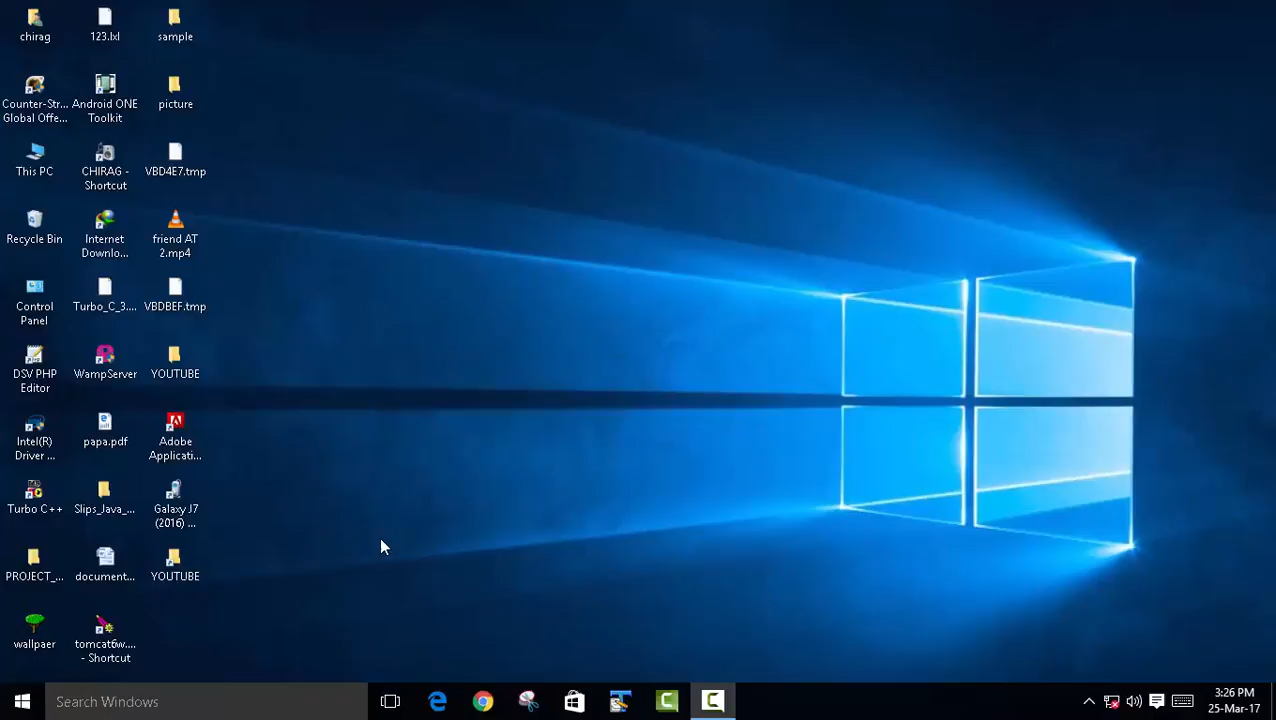 chirag
123.lxl
sample
Counter-Str...
Global Offe...
Android ONE
Toolkit
picture
This PC
CHIRAG -
Shortcut
VBD4E7.tmp
Recycle Bin
Internet
Downlo...
friend AT
2.mp4
Control
Panel
Turbo_C_3....
VBDBEF.tmp
DSV PHP
Editor
WampServer
YOUTUBE
Intel(R)
Driver ...
papa.pdf
Adobe
Applicati...
Turbo C++
Slips_Java_...
Galaxy J7
(2016) ...
PROJECT_...
document...
YOUTUBE
wallpaer
tomcat6w....
- Shortcut
Search Windows
3:26 PM
25-Mar-17